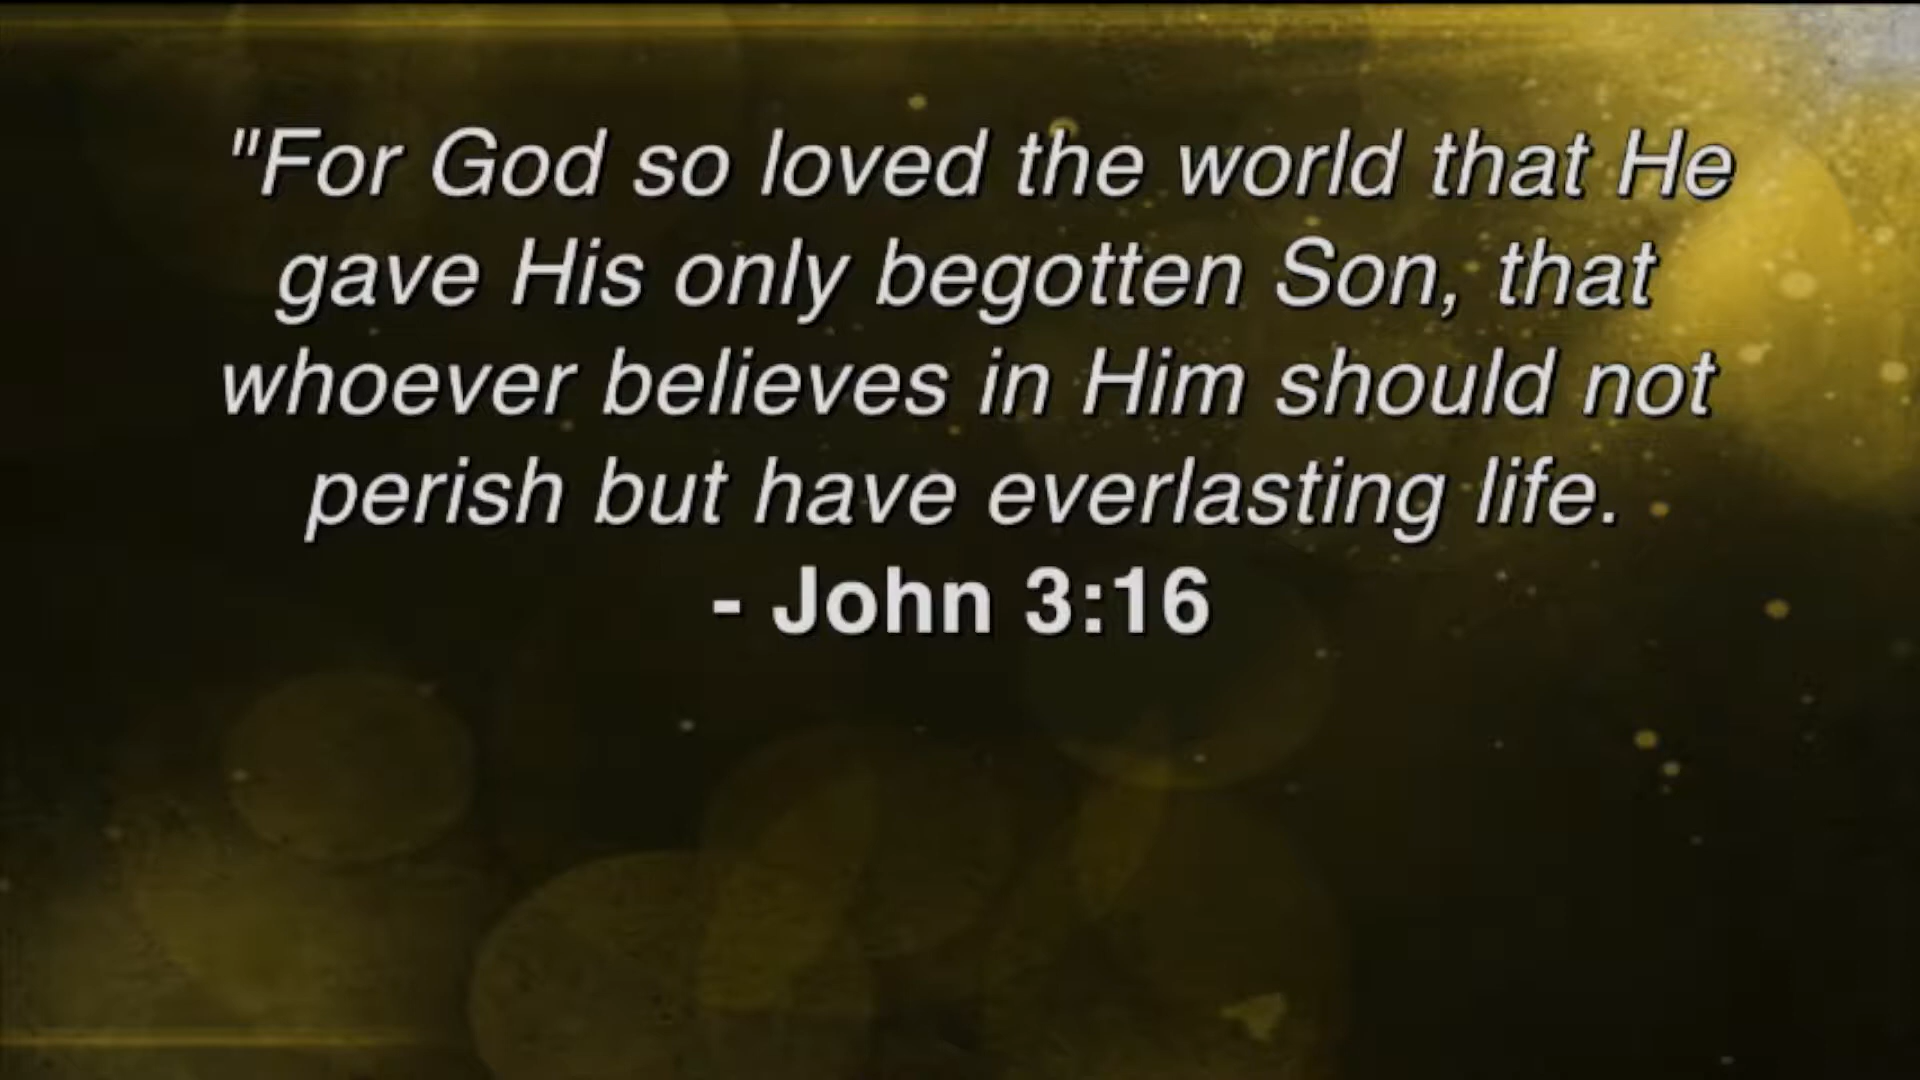 "For God so loved the world that He
gave His only begotten Son, that
whoever believes in Him should not
perish but have everlasting life.
- John 3:16